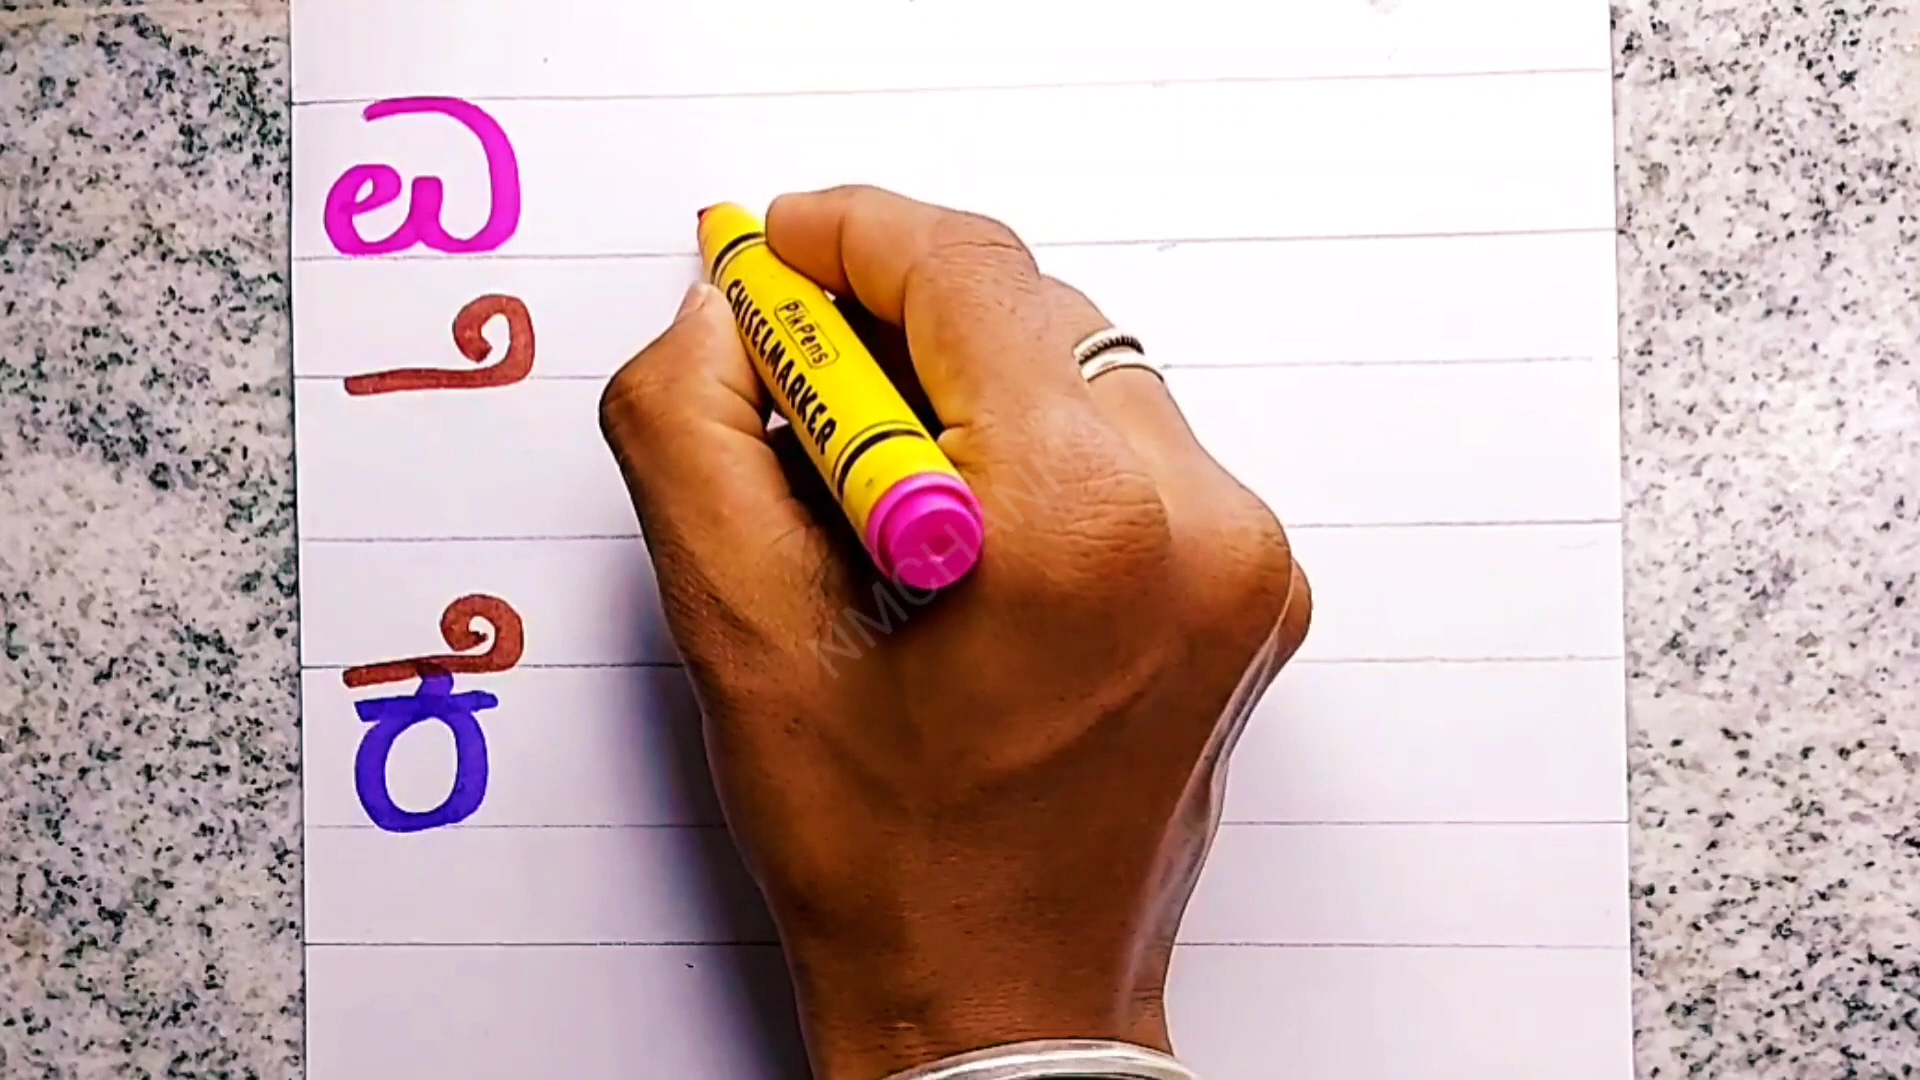 ಲ
್
ಕ್
PikPens
CHISELMARKER